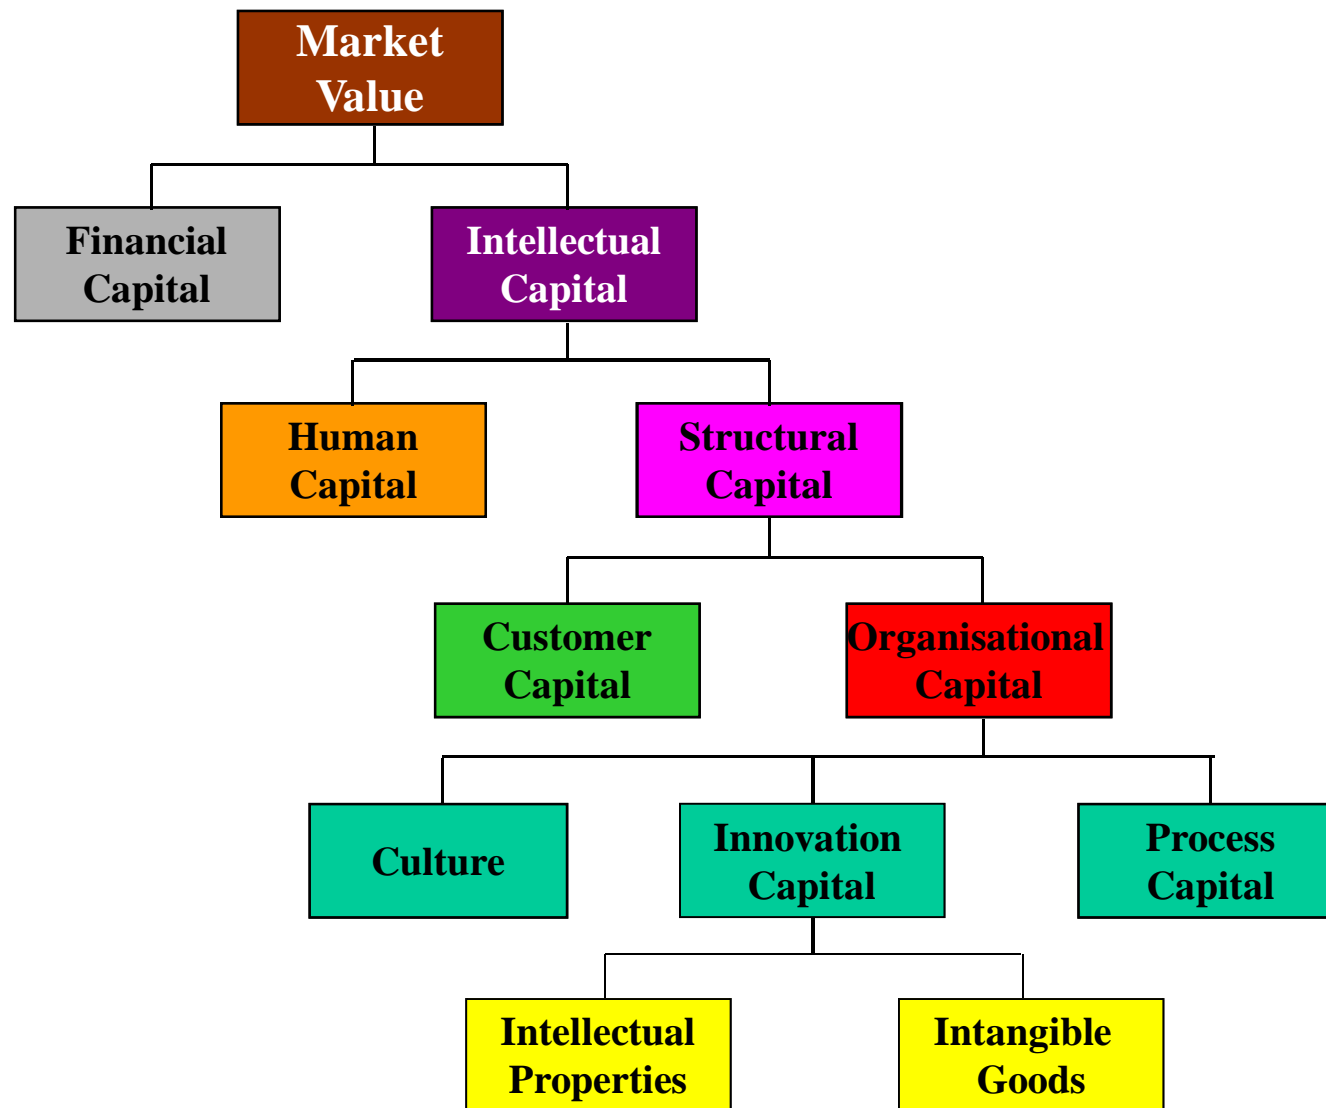 Market
Value
Financial
Capital
Intellectual
Capital
Human
Capital
Structural
Capital
Customer
Capital
Organisational
Capital
Culture
Innovation
Capital
Process
Capital
Intellectual
Properties
Intangible
Goods